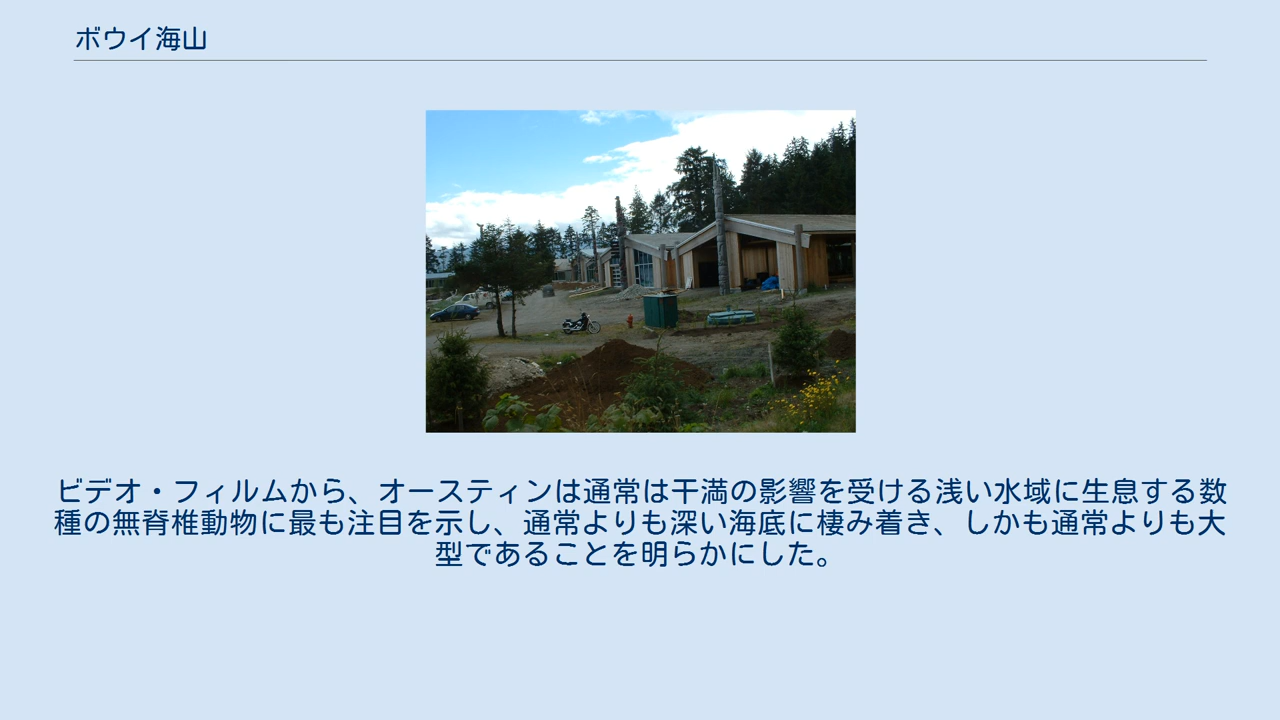 ボウイ海山
ビデオ・フィルムから、オースティンは通常は干満の影響を受ける浅い水域に生息する数
種の無脊椎動物に最も注目を示し、通常よりも深い海底に棲み着き、しかも通常よりも大
型であることを明らかにした。